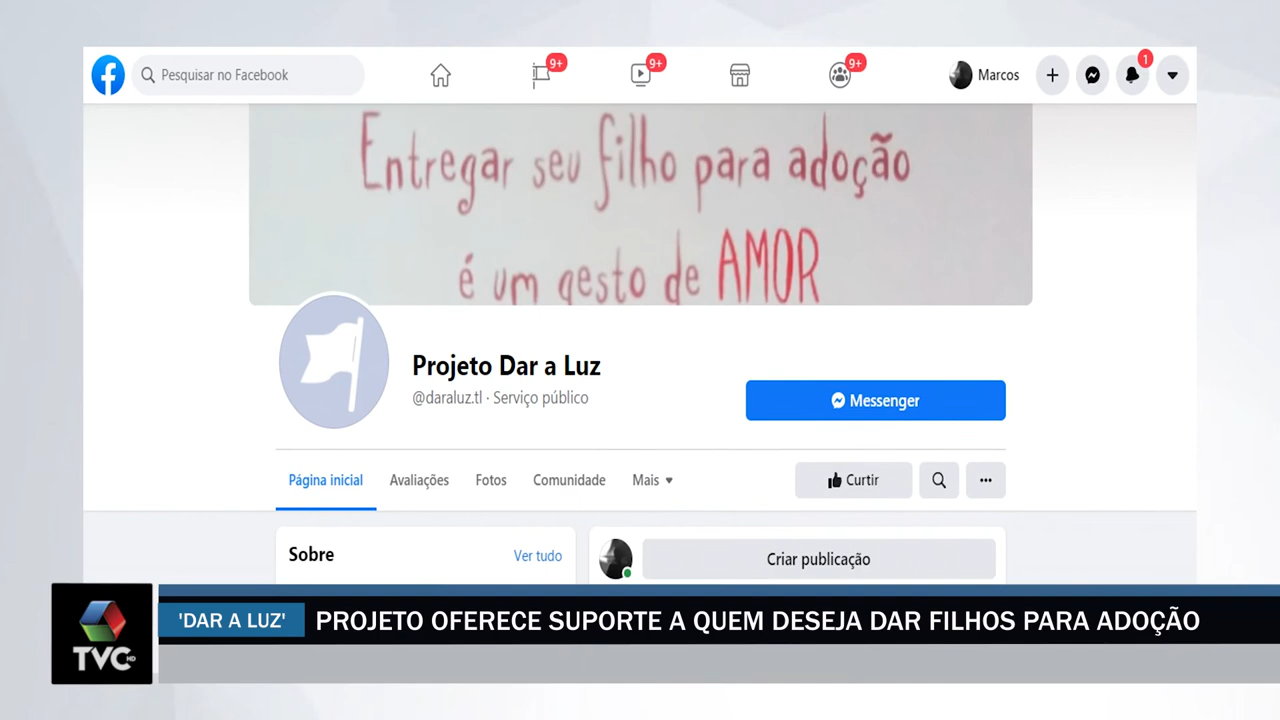 Pesquisar no Facebook
9+
9+
9+
Marcos
1
Entregar seu filho para adoção
é um gesto de AMOR
Projeto Dar a Luz
@daraluz.tl · Serviço público
Messenger
Página inicial
Avaliações
Fotos
Comunidade
Mais
Curtir
Sobre
Ver tudo
Criar publicação
'DAR A LUZ'
PROJETO OFERECE SUPORTE A QUEM DESEJA DAR FILHOS PARA ADOÇÃO
TVC HD